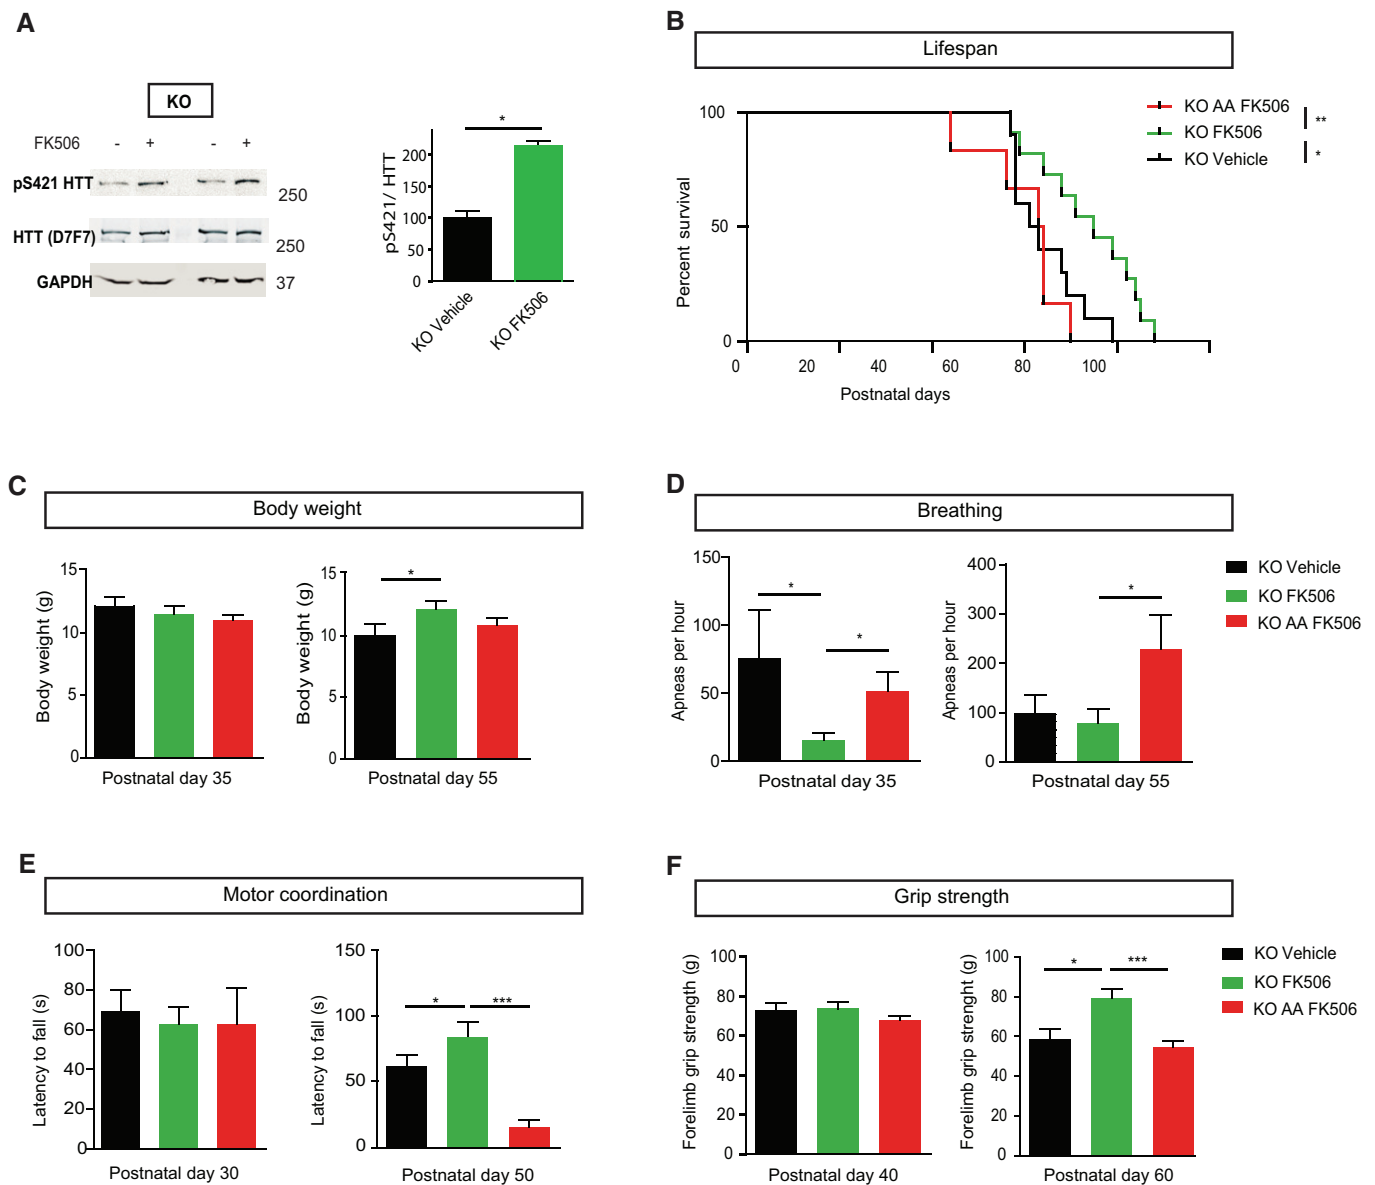 A
KO
FK506 - + - +
pS421 HTT
250
HTT (D7F7)
250
GAPDH
37
pS421/ HTT
200
150
100
50
0
*
KO Vehicle
KO FK506
B
Lifespan
Percent survival
100
50
0
0 20 40 60 80 100
Postnatal days
KO AA FK506
KO FK506
KO Vehicle
**
*
C
Body weight
Body weight (g)
15
10
5
0
Postnatal day 35
Body weight (g)
15
10
5
0
*
Postnatal day 55
D
Breathing
Apneas per hour
150
100
50
0
*
*
Postnatal day 35
Apneas per hour
400
300
200
100
0
*
Postnatal day 55
KO Vehicle
KO FK506
KO AA FK506
E
Motor coordination
Latency to fall (s)
100
80
60
40
20
0
Postnatal day 30
Latency to fall (s)
150
100
50
0
*
***
Postnatal day 50
F
Grip strength
Forelimb grip strength (g)
100
80
60
40
20
0
Postnatal day 40
Forelimb grip strenght (g)
100
80
60
40
20
0
*
***
Postnatal day 60
KO Vehicle
KO FK506
KO AA FK506